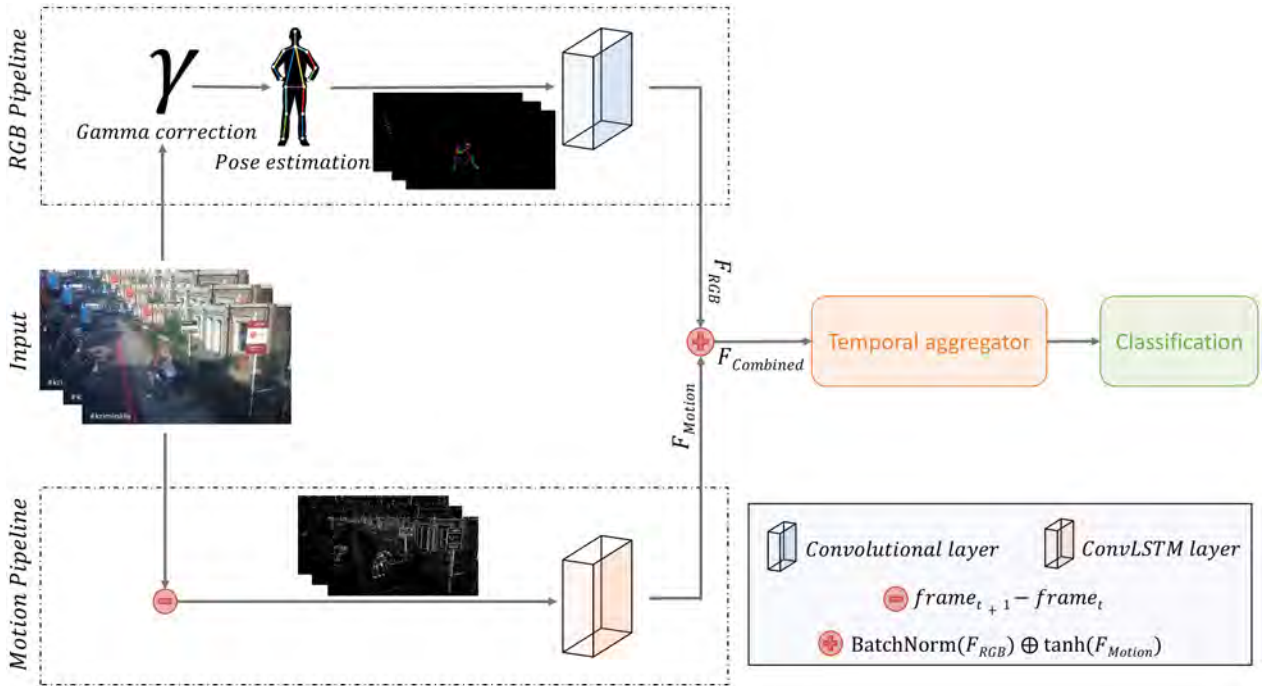 RGB Pipeline
γ
Gamma correction
Pose estimation
Input
F_RGB
F_Combined
Temporal aggregator
Classification
F_Motion
Motion Pipeline
Convolutional layer
ConvLSTM layer
frame_{t + 1} − frame_t
BatchNorm(F_RGB) ⊕ tanh(F_Motion)